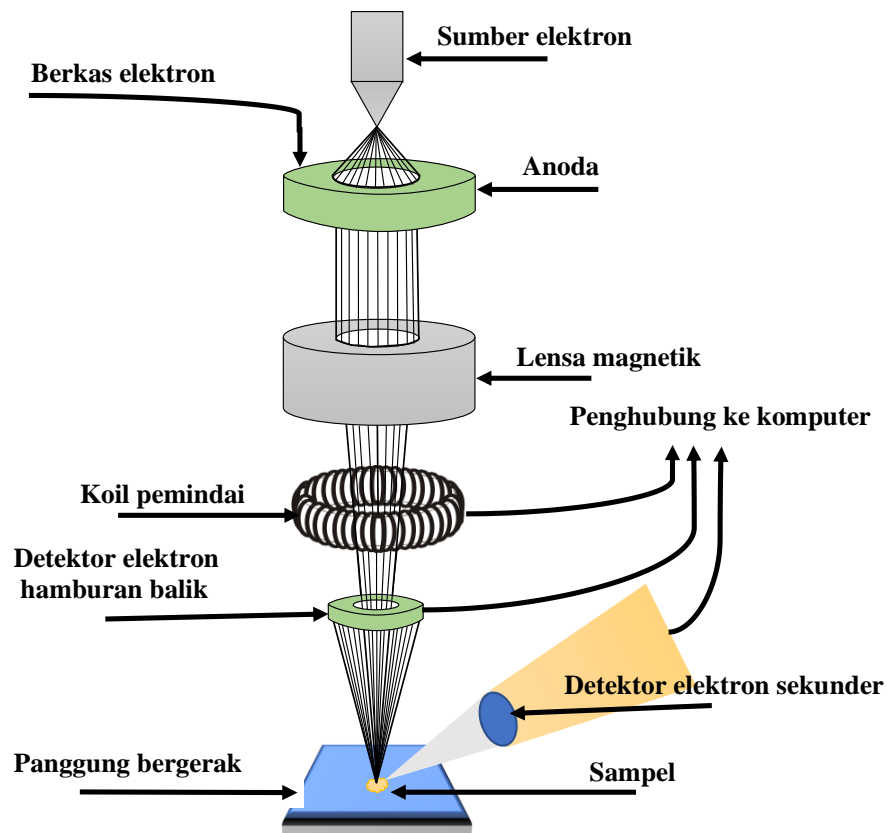 Sumber elektron
Berkas elektron
Anoda
Lensa magnetik
Penghubung ke komputer
Koil pemindai
Detektor elektron
hamburan balik
Detektor elektron sekunder
Panggung bergerak
Sampel